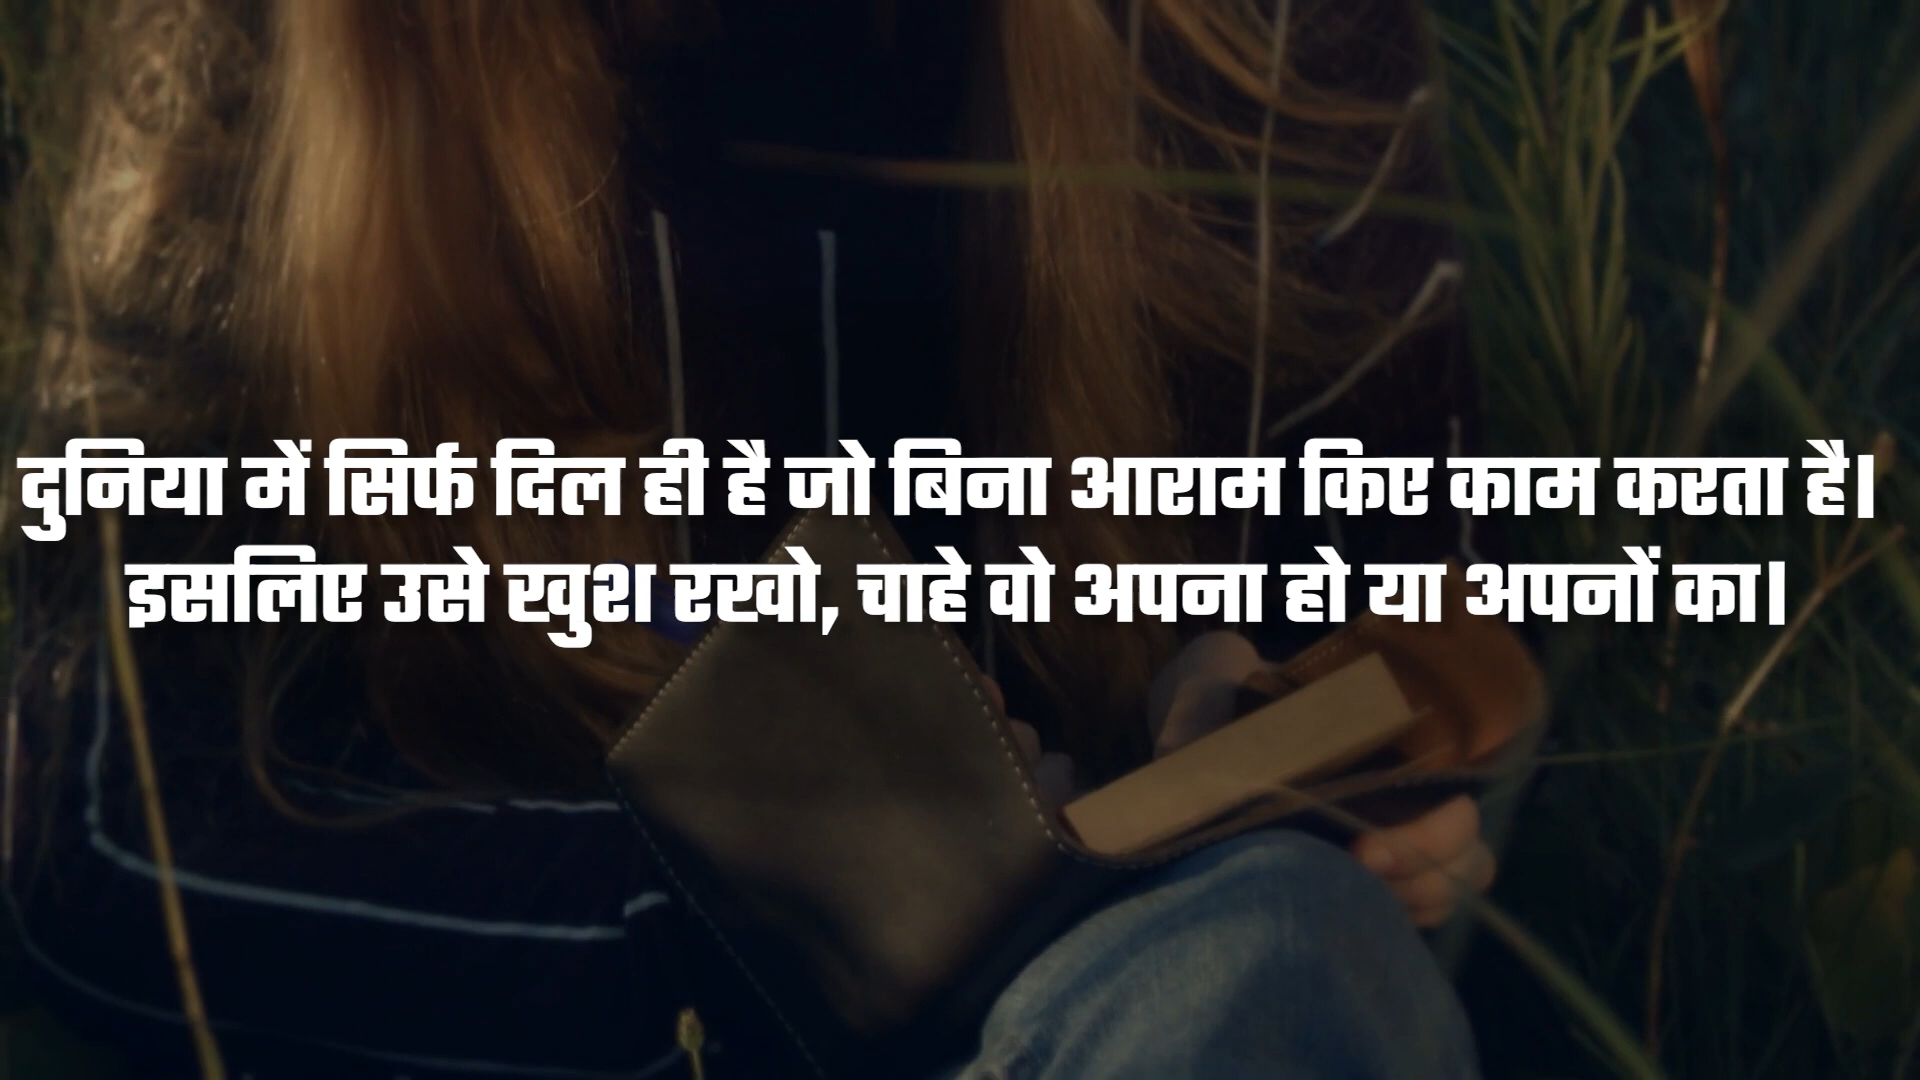 दुनिया में सिर्फ दिल ही है जो बिना आराम किए काम करता है।
इसलिए उसे खुश रखो, चाहे वो अपना हो या अपनों का।